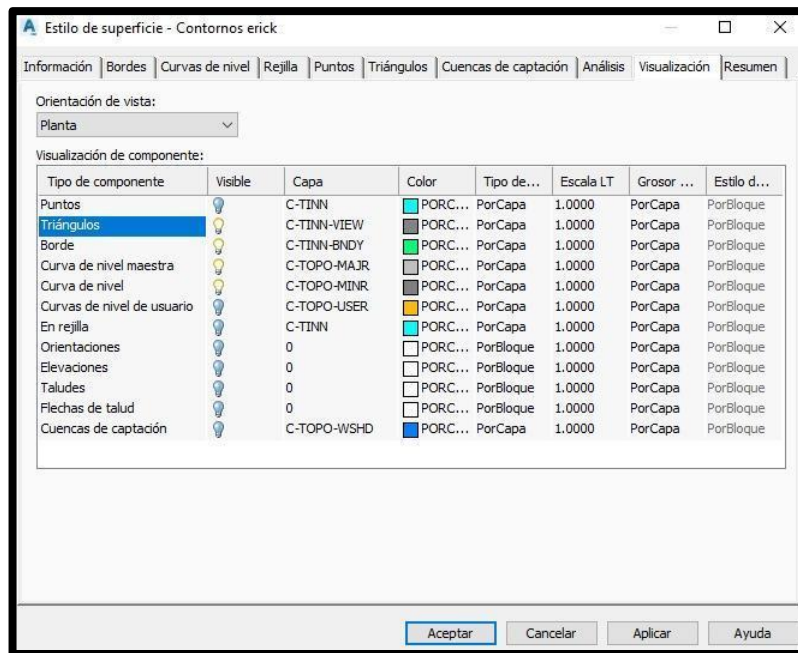 Estilo de superficie - Contornos erick
Información Bordes Curvas de nivel Rejilla Puntos Triángulos Cuencas de captación Análisis Visualización Resumen
Orientación de vista:
Planta
Visualización de componente:
Tipo de componente Visible Capa Color Tipo de... Escala LT Grosor ... Estilo d...
Puntos C-TINN PORC... PorCapa 1.0000 PorCapa PorBloque
Triángulos C-TINN-VIEW PORC... PorCapa 1.0000 PorCapa PorBloque
Borde C-TINN-BNDY PORC... PorCapa 1.0000 PorCapa PorBloque
Curva de nivel maestra C-TOPO-MAJR PORC... PorCapa 1.0000 PorCapa PorBloque
Curva de nivel C-TOPO-MINR PORC... PorCapa 1.0000 PorCapa PorBloque
Curvas de nivel de usuario C-TOPO-USER PORC... PorCapa 1.0000 PorCapa PorBloque
En rejilla C-TINN PORC... PorCapa 1.0000 PorCapa PorBloque
Orientaciones 0 PORC... PorBloque 1.0000 PorCapa PorBloque
Elevaciones 0 PORC... PorBloque 1.0000 PorCapa PorBloque
Taludes 0 PORC... PorBloque 1.0000 PorCapa PorBloque
Flechas de talud 0 PORC... PorBloque 1.0000 PorCapa PorBloque
Cuencas de captación C-TOPO-WSHD PORC... PorCapa 1.0000 PorCapa PorBloque
Aceptar Cancelar Aplicar Ayuda